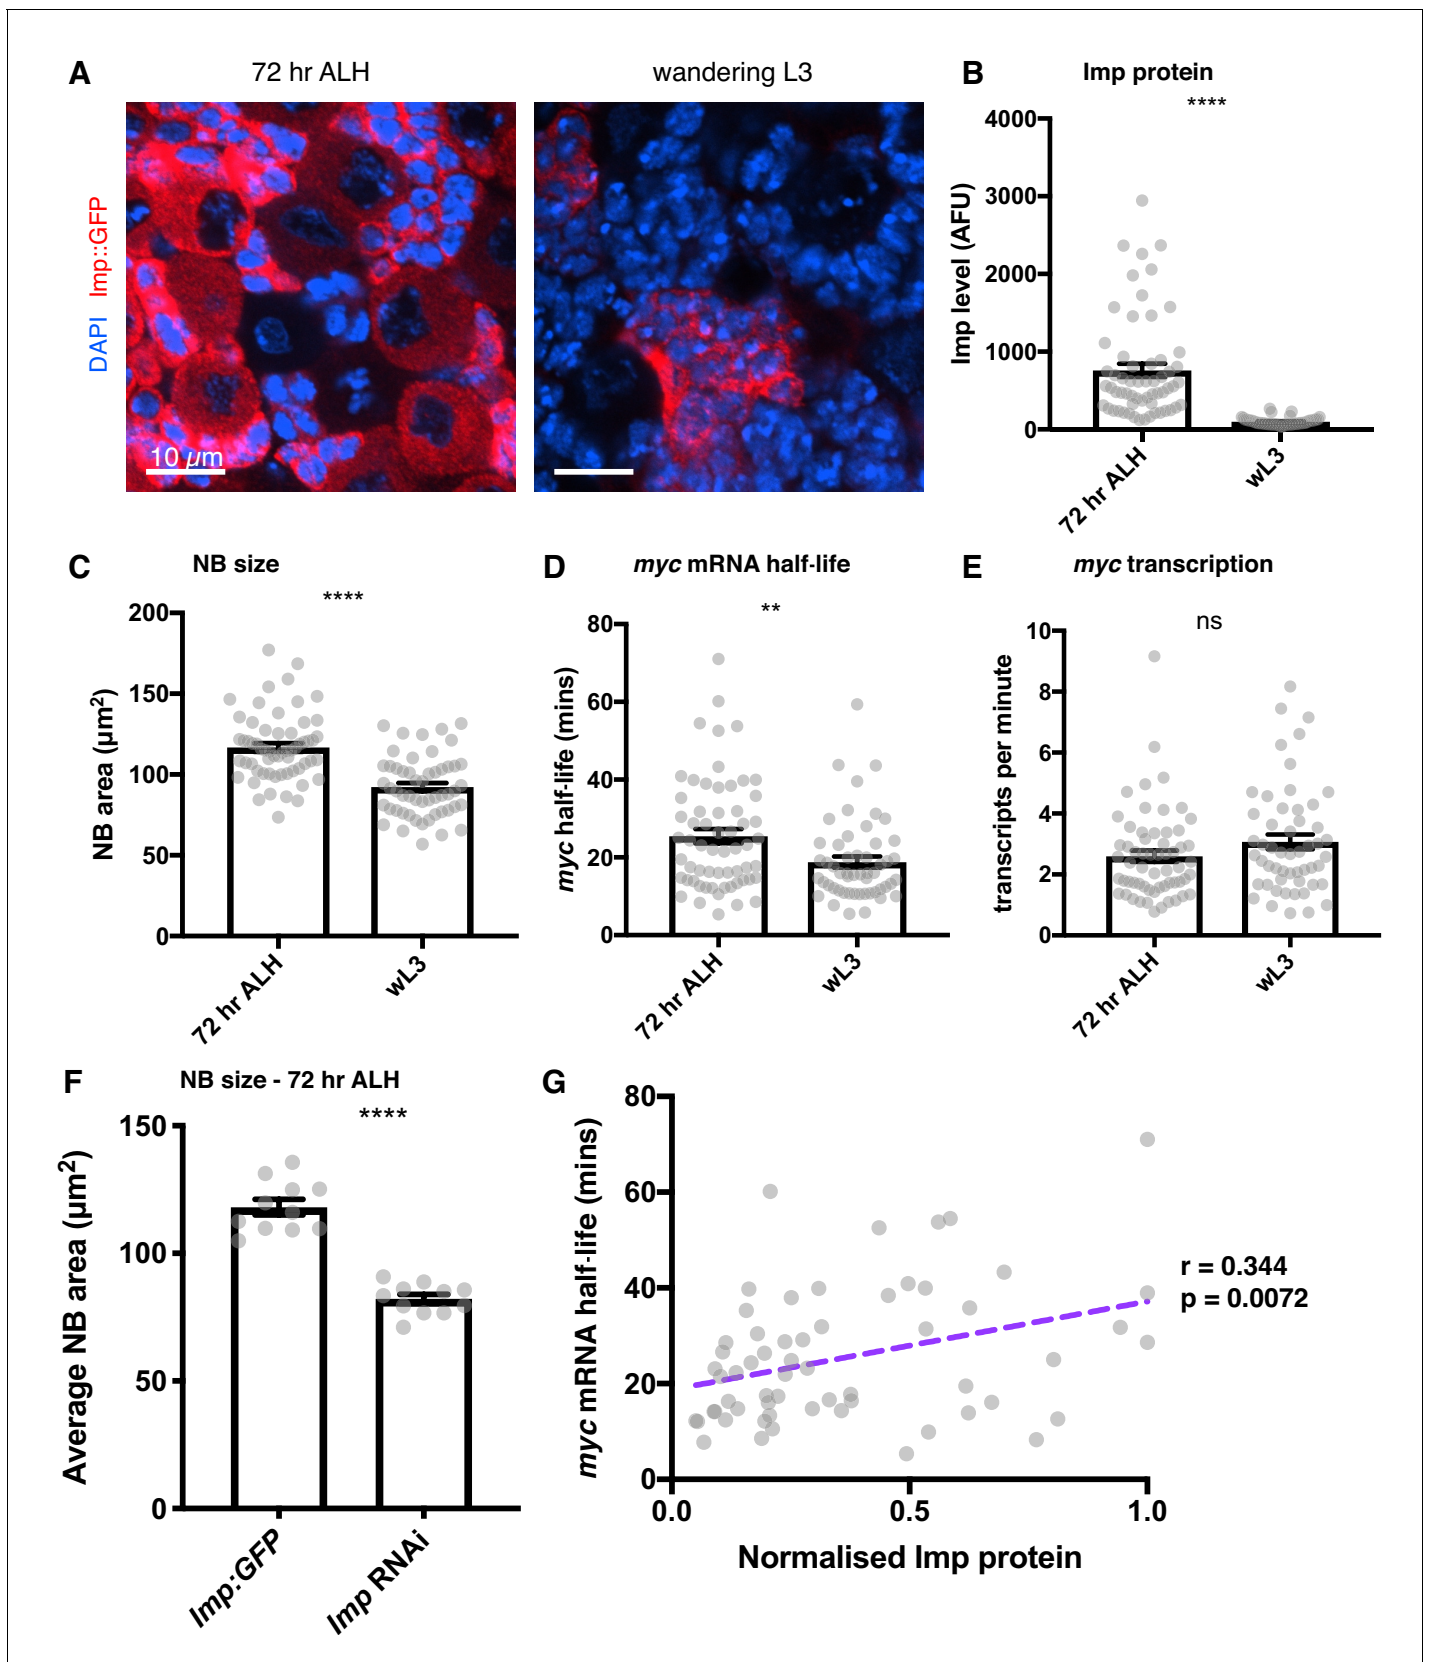 A
72 hr ALH
wandering L3
DAPI Imp::GFP
10 µm
B
Imp protein
****
Imp level (AFU)
4000
3000
2000
1000
0
72 hr ALH
wL3
C
NB size
****
NB area (µm²)
200
150
100
50
0
72 hr ALH
wL3
D
myc mRNA half-life
**
myc half-life (mins)
80
60
40
20
0
72 hr ALH
wL3
E
myc transcription
ns
transcripts per minute
10
8
6
4
2
0
72 hr ALH
wL3
F
NB size - 72 hr ALH
****
Average NB area (µm²)
150
100
50
0
Imp:GFP
Imp RNAi
G
myc mRNA half-life (mins)
80
60
40
20
0
0.0
0.5
1.0
Normalised Imp protein
r = 0.344
p = 0.0072